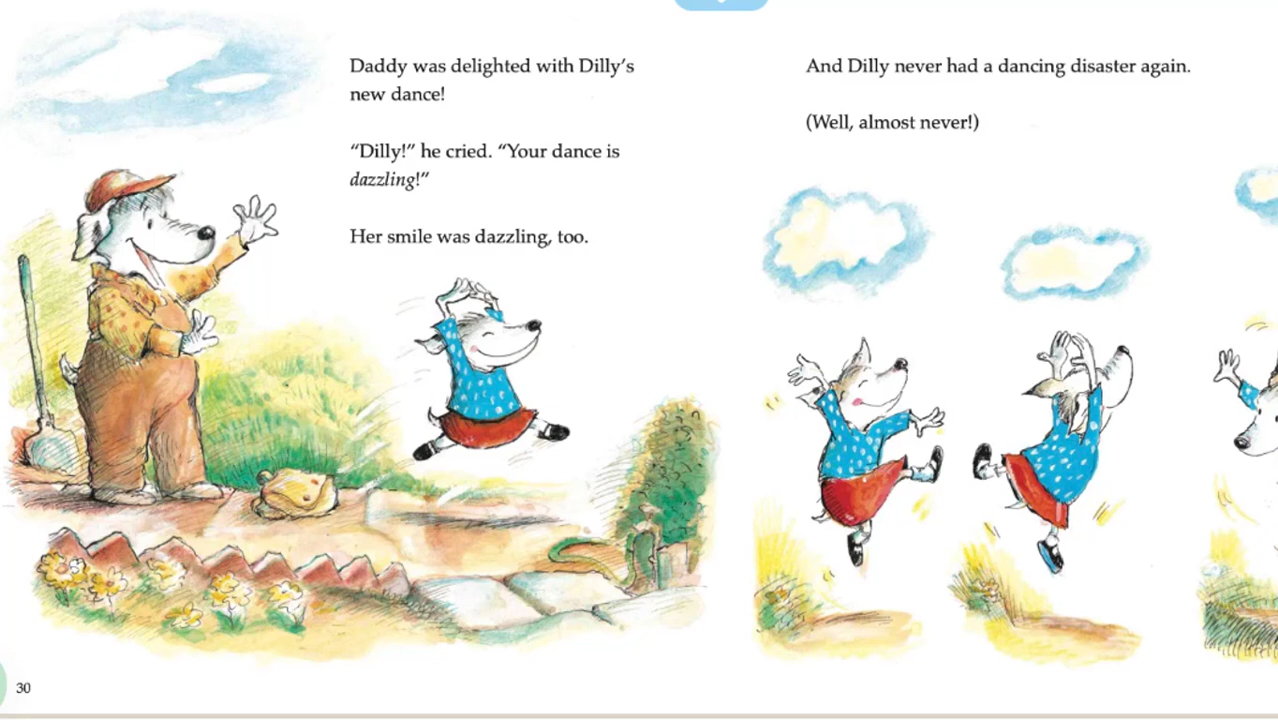 Daddy was delighted with Dilly’s
new dance!
“Dilly!” he cried. “Your dance is
dazzling!”
Her smile was dazzling, too.
30
And Dilly never had a dancing disaster again.
(Well, almost never!)